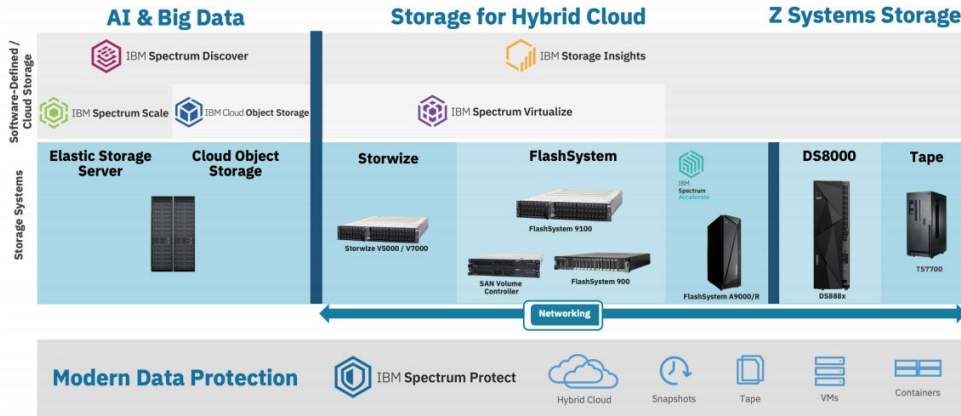 AI & Big Data
Storage for Hybrid Cloud
Z Systems Storage
Software-Defined /
Cloud Storage
IBM Spectrum Discover
IBM Storage Insights
IBM Spectrum Scale
IBM Cloud Object Storage
IBM Spectrum Virtualize
Storage Systems
Elastic Storage
Server
Cloud Object
Storage
Storwize
FlashSystem
DS8000
Tape
IBM
Spectrum
Accelerate
Storwize V5000 / V7000
FlashSystem 9100
SAN Volume
Controller
FlashSystem 900
FlashSystem A9000/R
DS888x
TS7700
Networking
Modern Data Protection
IBM Spectrum Protect
Hybrid Cloud
Snapshots
Tape
VMs
Containers